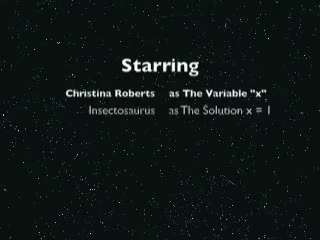 Starring
Christina Roberts as The Variable "x"
Insectosaurus as The Solution x = 1